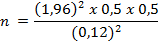 n = (1,96)² x 0,5 x 0,5
(0,12)²